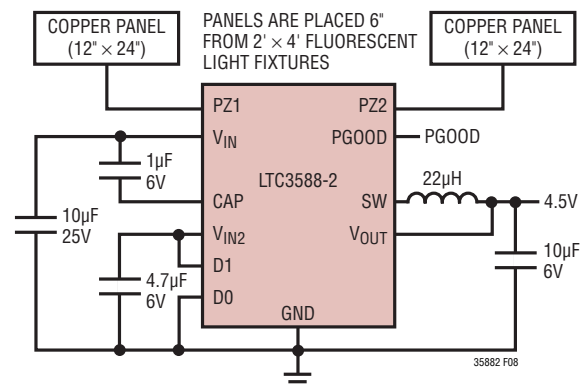 COPPER PANEL
(12" × 24")
PANELS ARE PLACED 6"
FROM 2' × 4' FLUORESCENT
LIGHT FIXTURES
COPPER PANEL
(12" × 24")
PZ1
PZ2
VIN
PGOOD
PGOOD
1µF
6V
LTC3588-2
22µH
CAP
SW
4.5V
10µF
25V
VIN2
VOUT
10µF
6V
4.7µF
6V
D1
D0
GND
35882 F08